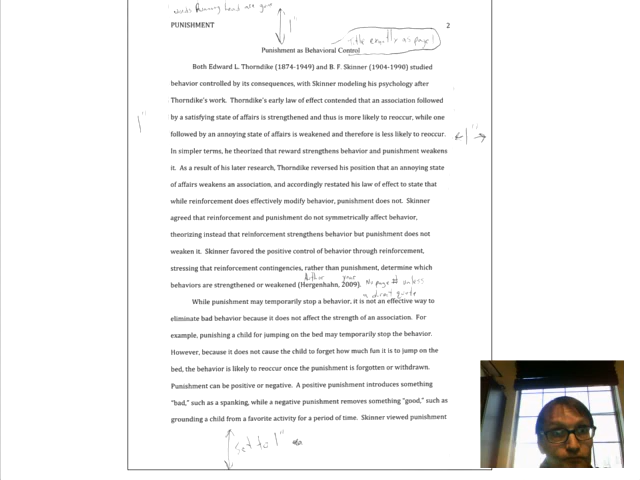 words Running head are gone
PUNISHMENT 2
1"
Title exactly as page 1
Punishment as Behavioral Control
Both Edward L. Thorndike (1874-1949) and B. F. Skinner (1904-1990) studied
behavior controlled by its consequences, with Skinner modeling his psychology after
Thorndike's work. Thorndike's early law of effect contended that an association followed
by a satisfying state of affairs is strengthened and thus is more likely to reoccur, while one
1"
followed by an annoying state of affairs is weakened and therefore is less likely to reoccur.
1"
In simpler terms, he theorized that reward strengthens behavior and punishment weakens
it. As a result of his later research, Thorndike reversed his position that an annoying state
of affairs weakens an association, and accordingly restated his law of effect to state that
while reinforcement does effectively modify behavior, punishment does not. Skinner
agreed that reinforcement and punishment do not symmetrically affect behavior,
theorizing instead that reinforcement strengthens behavior but punishment does not
weaken it. Skinner favored the positive control of behavior through reinforcement,
stressing that reinforcement contingencies, rather than punishment, determine which
Author year
behaviors are strengthened or weakened (Hergenhahn, 2009). No page # unless
a direct quote
While punishment may temporarily stop a behavior, it is not an effective way to
eliminate bad behavior because it does not affect the strength of an association. For
example, punishing a child for jumping on the bed may temporarily stop the behavior.
However, because it does not cause the child to forget how much fun it is to jump on the
bed, the behavior is likely to reoccur once the punishment is forgotten or withdrawn.
Punishment can be positive or negative. A positive punishment introduces something
"bad," such as a spanking, while a negative punishment removes something "good," such as
grounding a child from a favorite activity for a period of time. Skinner viewed punishment
set to 1"